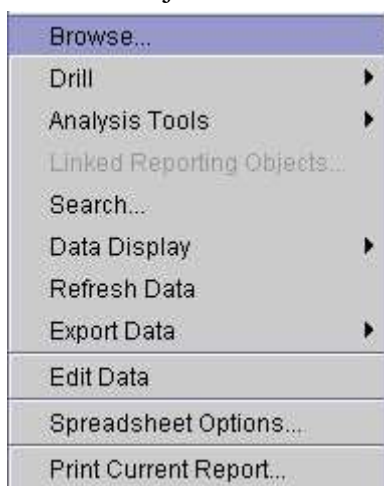 Browse...
Drill
Analysis Tools
Linked Reporting Objects...
Search...
Data Display
Refresh Data
Export Data
Edit Data
Spreadsheet Options...
Print Current Report...